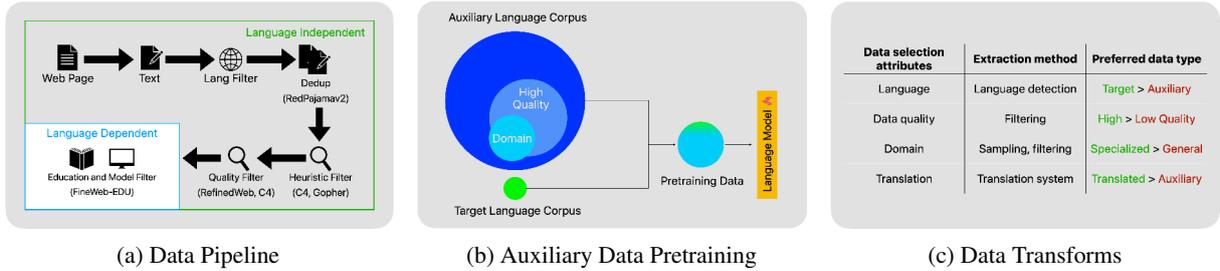 Language Independent
Web Page
Text
Lang Filter
Dedup
(RedPajamav2)
Language Dependent
Education and Model Filter
(FineWeb-EDU)
Quality Filter
(RefinedWeb, C4)
Heuristic Filter
(C4, Gopher)
(a) Data Pipeline
Auxiliary Language Corpus
High
Quality
Domain
Target Language Corpus
Pretraining Data
Language Model
(b) Auxiliary Data Pretraining
Data selection attributes | Extraction method | Preferred data type
Language | Language detection | Target > Auxiliary
Data quality | Filtering | High > Low Quality
Domain | Sampling, filtering | Specialized > General
Translation | Translation system | Translated > Auxiliary
(c) Data Transforms